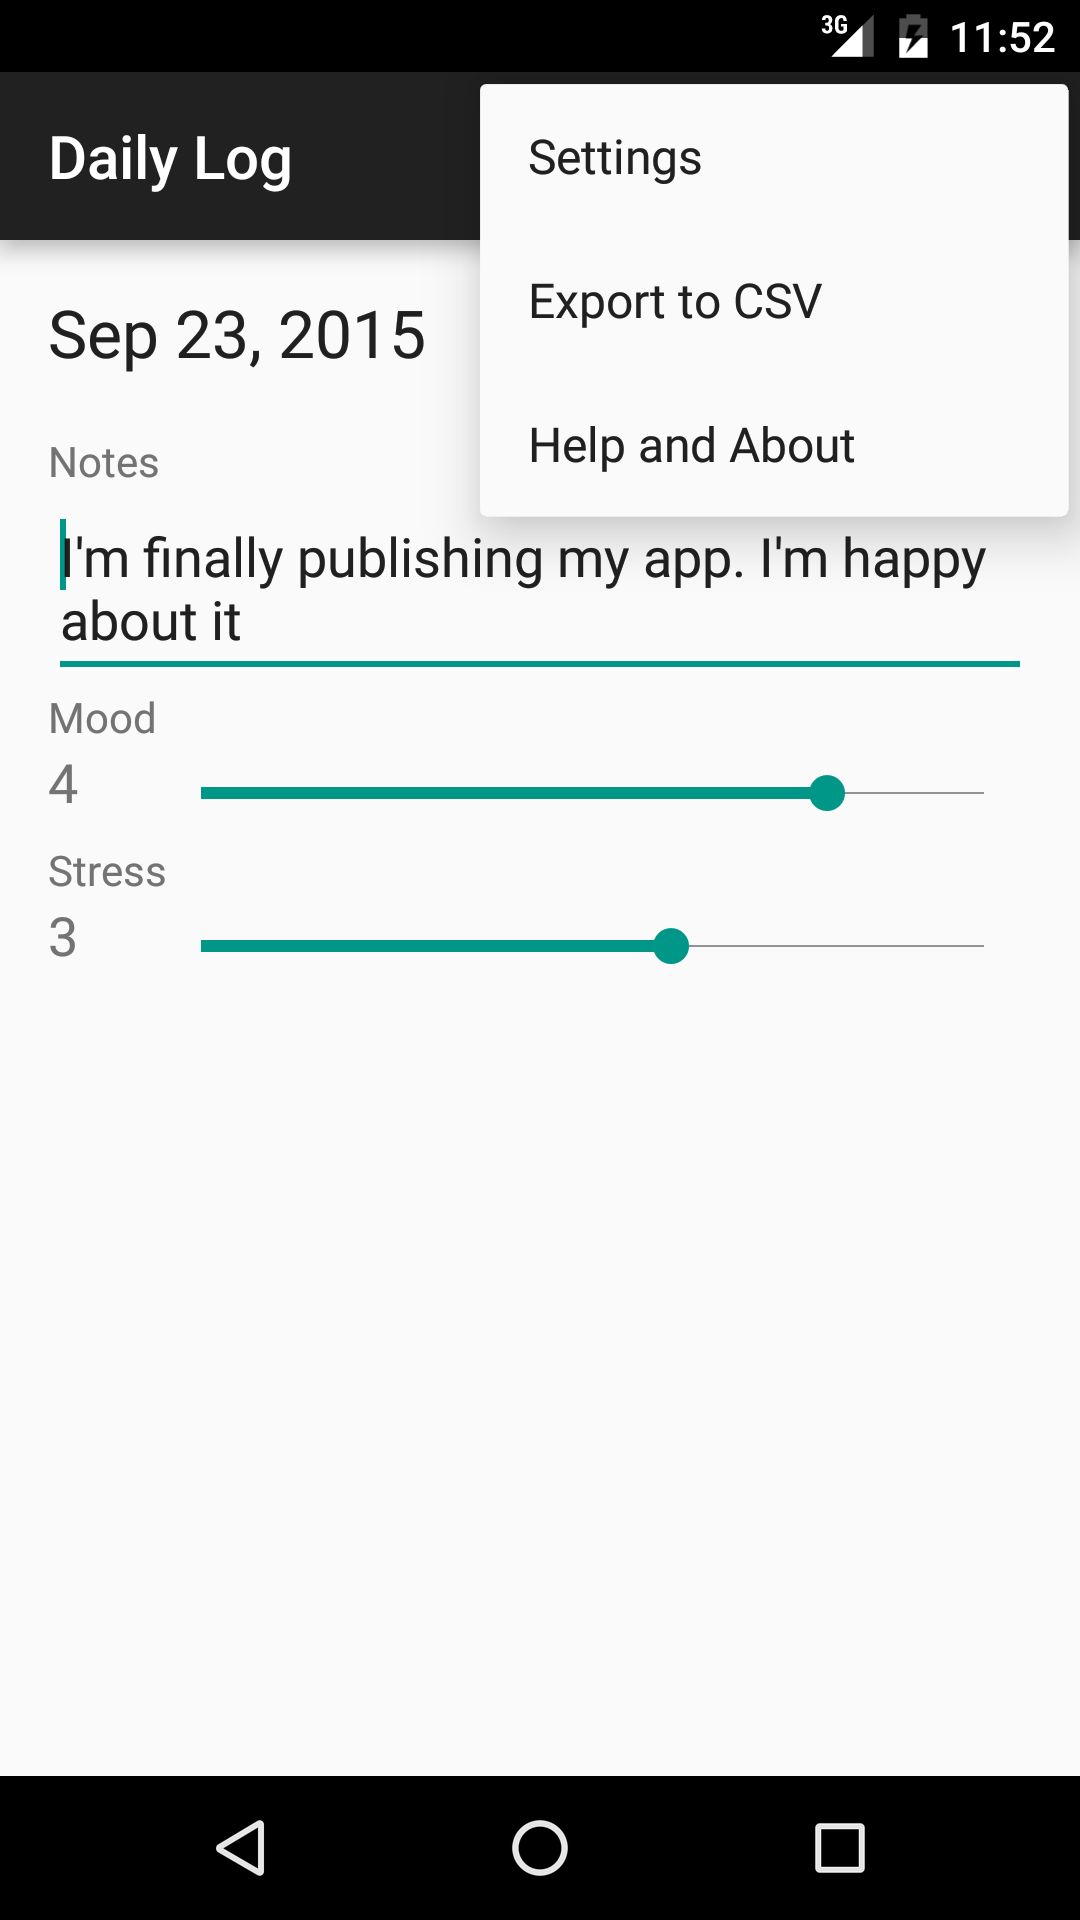 3G 11:52
Daily Log
Settings
Export to CSV
Help and About
Sep 23, 2015
Notes
I'm finally publishing my app. I'm happy
about it
Mood
4
Stress
3